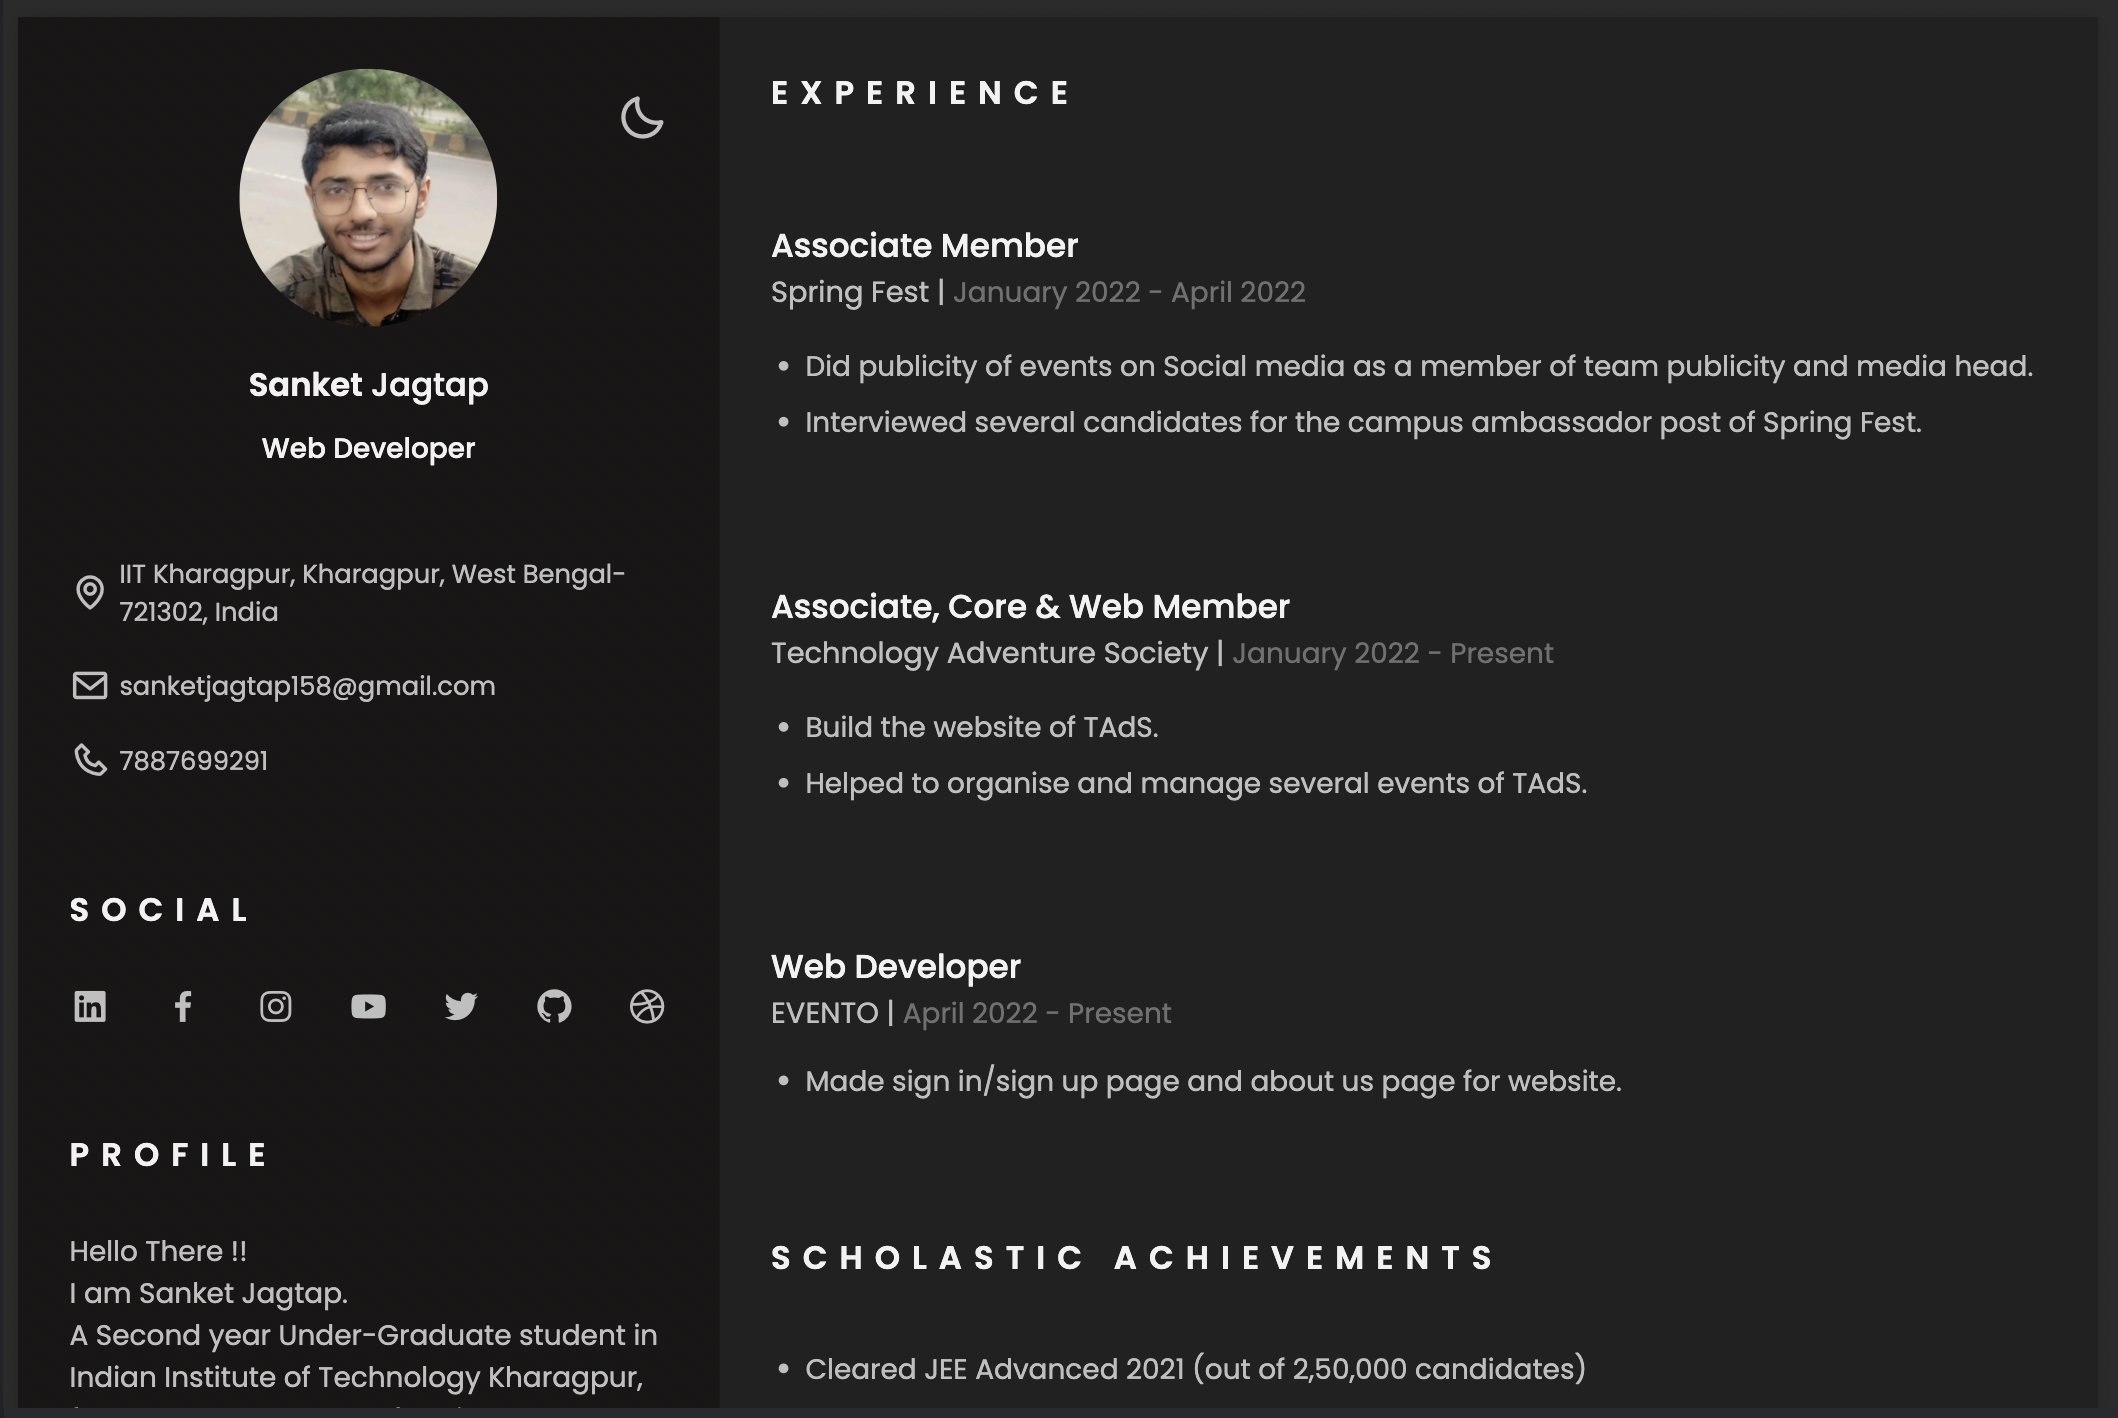 Sanket Jagtap
Web Developer
IIT Kharagpur, Kharagpur, West Bengal-
721302, India
sanketjagtap158@gmail.com
7887699291
SOCIAL
PROFILE
Hello There !!
I am Sanket Jagtap.
A Second year Under-Graduate student in
Indian Institute of Technology Kharagpur,
EXPERIENCE
Associate Member
Spring Fest | January 2022 - April 2022
• Did publicity of events on Social media as a member of team publicity and media head.
• Interviewed several candidates for the campus ambassador post of Spring Fest.
Associate, Core & Web Member
Technology Adventure Society | January 2022 - Present
• Build the website of TAdS.
• Helped to organise and manage several events of TAdS.
Web Developer
EVENTO | April 2022 - Present
• Made sign in/sign up page and about us page for website.
SCHOLASTIC ACHIEVEMENTS
• Cleared JEE Advanced 2021 (out of 2,50,000 candidates)